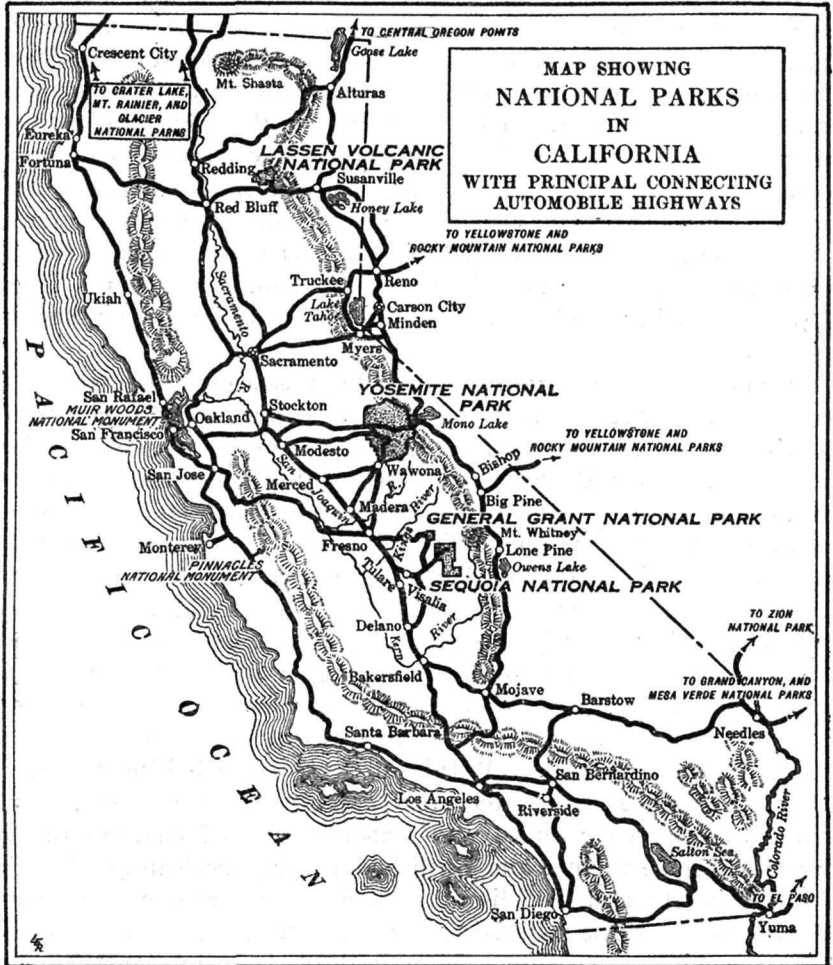 MAP SHOWING
NATIONAL PARKS
IN
CALIFORNIA
WITH PRINCIPAL CONNECTING
AUTOMOBILE HIGHWAYS
TO CENTRAL OREGON POINTS
Goose Lake
Crescent City
Mt. Shasta
Alturas
TO CRATER LAKE,
MT. RAINIER, AND
GLACIER
NATIONAL PARKS
Eureka
Fortuna
LASSEN VOLCANIC
NATIONAL PARK
Redding
Susanville
Red Bluff
Honey Lake
TO YELLOWSTONE AND
ROCKY MOUNTAIN NATIONAL PARKS
Truckee
Reno
Ukiah
Sacramento
R.
Lake
Tahoe
Carson City
Minden
Myers
Sacramento
San Rafael
MUIR WOODS
NATIONAL MONUMENT
San Francisco
Oakland
Stockton
YOSEMITE NATIONAL
PARK
Mono Lake
TO YELLOWSTONE AND
ROCKY MOUNTAIN NATIONAL PARKS
Modesto
San Jose
Merced
San
Joaquin
R.
Wawona
Bishop
Big Pine
Madera
GENERAL GRANT NATIONAL PARK
Mt. Whitney
Monterey
Fresno
Kings
River
Lone Pine
Owens Lake
PINNACLES
NATIONAL MONUMENT
Tulare
Visalia
SEQUOIA NATIONAL PARK
Delano
Kern
River
TO ZION
NATIONAL PARK
Bakersfield
Mojave
TO GRAND CANYON, AND
MESA VERDE NATIONAL PARKS
Barstow
Needles
Santa Barbara
San Bernardino
Los Angeles
Riverside
Salton Sea
Colorado River
San Diego
TO EL PASO
Yuma
PACIFIC OCEAN